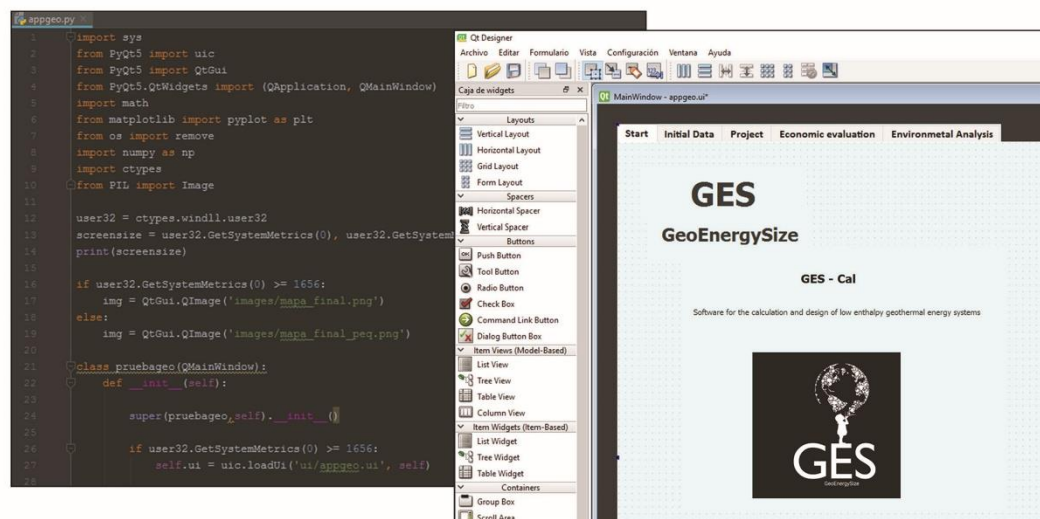 appgeo.py
1 import sys
2 from PyQt5 import uic
3 from PyQt5 import QtGui
4 from PyQt5.QtWidgets import (QApplication, QMainWindow)
5 import math
6 from matplotlib import pyplot as plt
7 from os import remove
8 import numpy as np
9 import ctypes
10 from PIL import Image
11
12 user32 = ctypes.windll.user32
13 screensize = user32.GetSystemMetrics(0), user32.GetSystem
14 print(screensize)
15
16 if user32.GetSystemMetrics(0) >= 1656:
17 img = QtGui.QImage('images/mapa_final.png')
18 else:
19 img = QtGui.QImage('images/mapa_final_peq.png')
20
21 class pruebageo(QMainWindow):
22 def __init__(self):
23
24 super(pruebageo,self).__init__()
25
26 if user32.GetSystemMetrics(0) >= 1656:
27 self.ui = uic.loadUi('ui/appgeo.ui', self)
28
Qt Designer
Archivo Editar Formulario Vista Configuración Ventana Ayuda
Caja de widgets
Filtro
Layouts
Vertical Layout
Horizontal Layout
Grid Layout
Form Layout
Spacers
Horizontal Spacer
Vertical Spacer
Buttons
Push Button
Tool Button
Radio Button
Check Box
Command Link Button
Dialog Button Box
Item Views (Model-Based)
List View
Tree View
Table View
Column View
Item Widgets (Item-Based)
List Widget
Tree Widget
Table Widget
Containers
Group Box
Scroll Area
MainWindow - appgeo.ui*
Start Initial Data Project Economic evaluation Environmetal Analysis
GES
GeoEnergySize
GES - Cal
Software for the calculation and design of low enthalpy geothermal energy systems
GES
GeoEnergySize